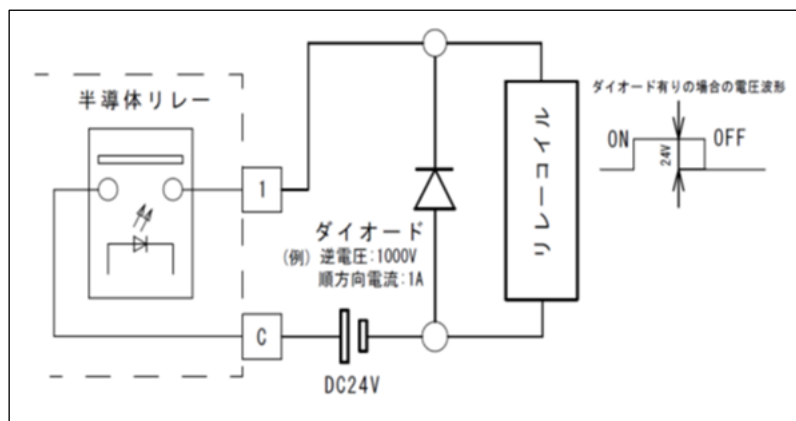 半導体リレー
1
C
DC24V
ダイオード
(例) 逆電圧:1000V
順方向電流:1A
リレーコイル
ダイオード有りの場合の電圧波形
ON
24V
OFF